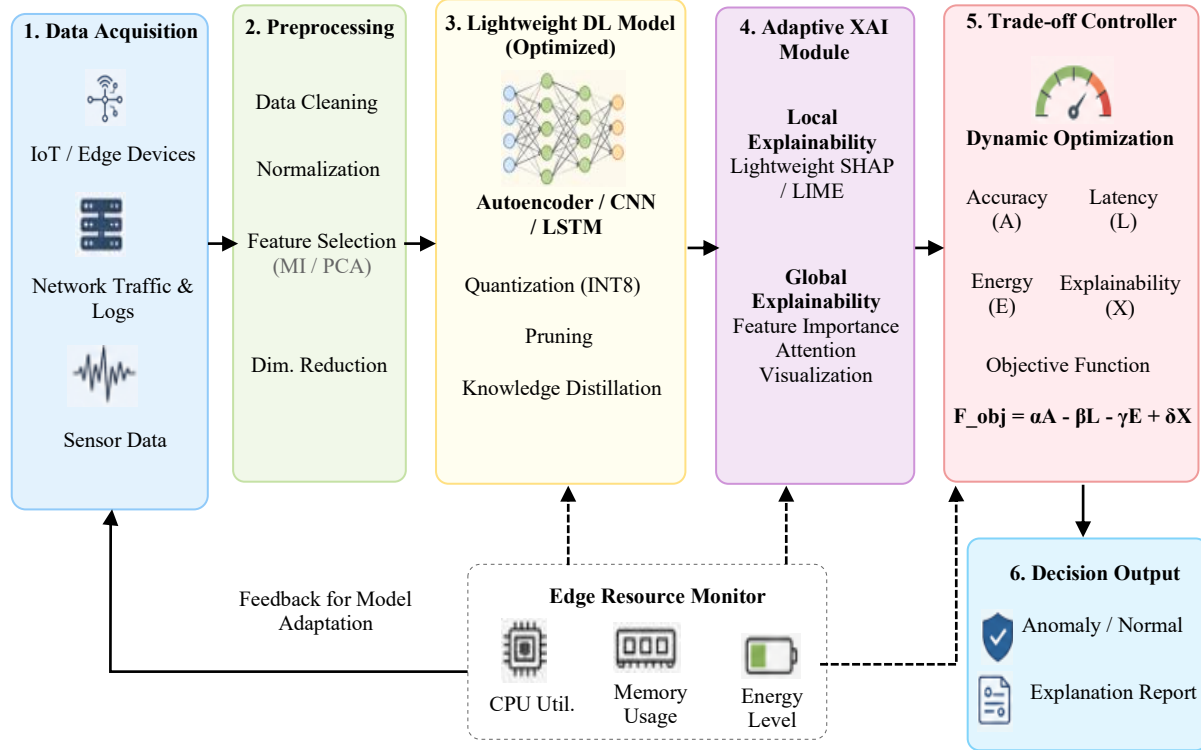 1. Data Acquisition
IoT / Edge Devices
Network Traffic &
Logs
Sensor Data
2. Preprocessing
Data Cleaning
Normalization
Feature Selection
(MI / PCA)
Dim. Reduction
3. Lightweight DL Model
(Optimized)
Autoencoder / CNN
/ LSTM
Quantization (INT8)
Pruning
Knowledge Distillation
4. Adaptive XAI
Module
Local
Explainability
Lightweight SHAP
/ LIME
Global
Explainability
Feature Importance
Attention
Visualization
5. Trade-off Controller
Dynamic Optimization
Accuracy
(A)
Latency
(L)
Energy
(E)
Explainability
(X)
Objective Function
F_obj = αA - βL - γE + δX
Feedback for Model
Adaptation
Edge Resource Monitor
CPU Util.
Memory
Usage
Energy
Level
6. Decision Output
Anomaly / Normal
Explanation Report